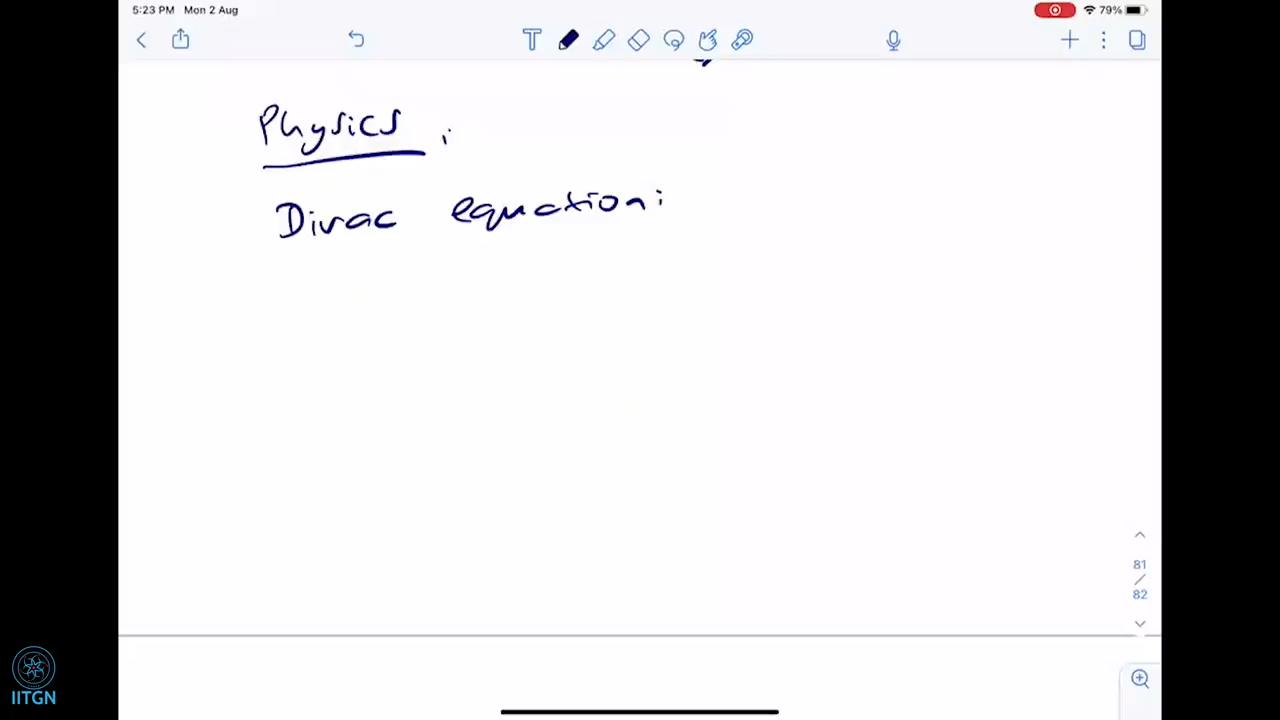 5:23 PM Mon 2 Aug 79%
Physics :
Dirac equation:
81
/
82
IITGN